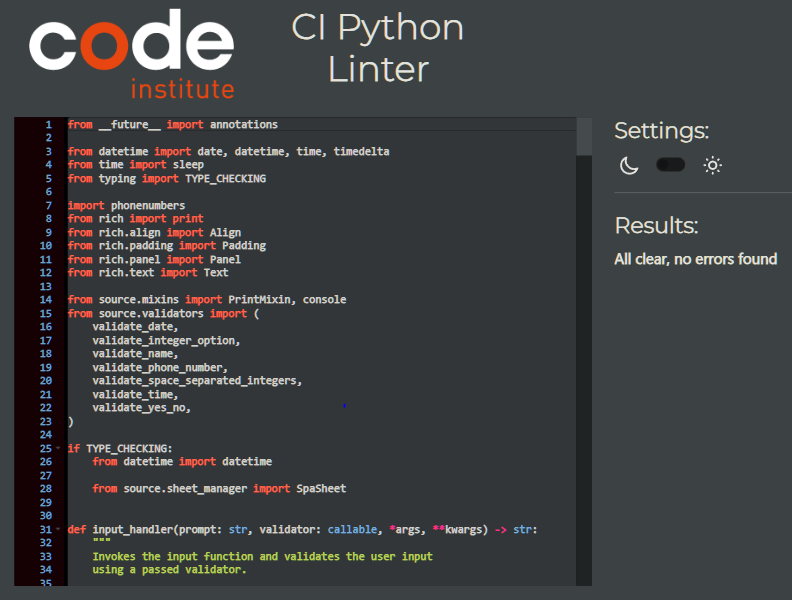 code
institute
CI Python
Linter
1 from __future__ import annotations
2
3 from datetime import date, datetime, time, timedelta
4 from time import sleep
5 from typing import TYPE_CHECKING
6
7 import phonenumbers
8 from rich import print
9 from rich.align import Align
10 from rich.padding import Padding
11 from rich.panel import Panel
12 from rich.text import Text
13
14 from source.mixins import PrintMixin, console
15 from source.validators import (
16     validate_date,
17     validate_integer_option,
18     validate_name,
19     validate_phone_number,
20     validate_space_separated_integers,
21     validate_time,
22     validate_yes_no,
23 )
24
25 if TYPE_CHECKING:
26     from datetime import datetime
27
28     from source.sheet_manager import SpaSheet
29
30
31 def input_handler(prompt: str, validator: callable, *args, **kwargs) -> str:
32     """
33     Invokes the input function and validates the user input
34     using a passed validator.
35
Settings:
Results:
All clear, no errors found